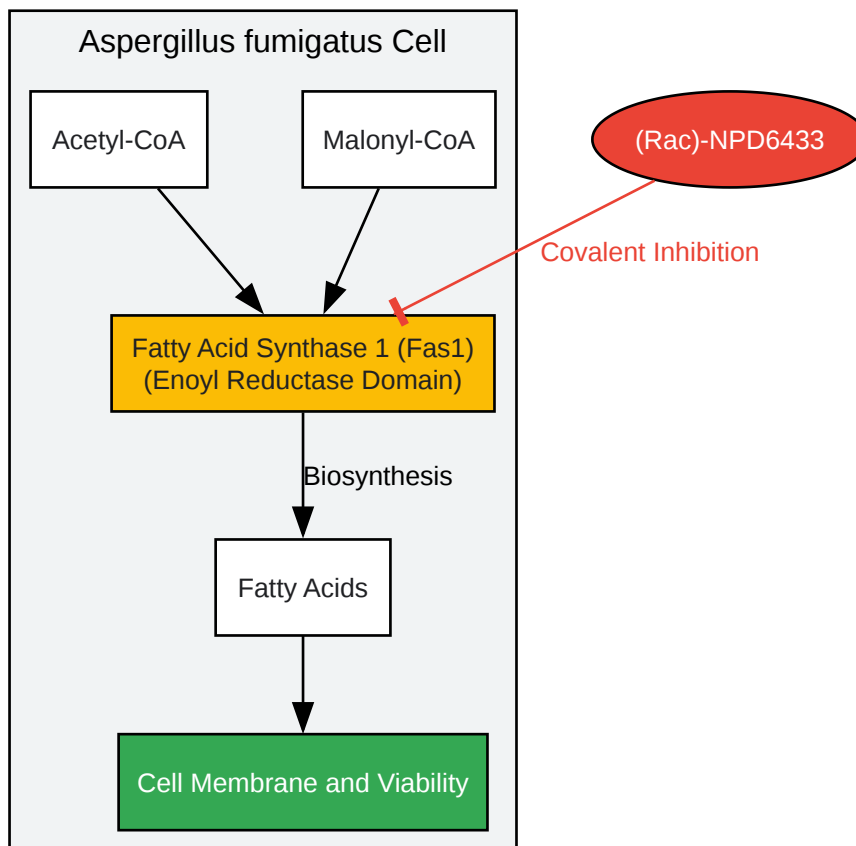 Aspergillus fumigatus Cell
Acetyl-CoA
Malonyl-CoA
(Rac)-NPD6433
Covalent Inhibition
Fatty Acid Synthase 1 (Fas1)
(Enoyl Reductase Domain)
Biosynthesis
Fatty Acids
Cell Membrane and Viability